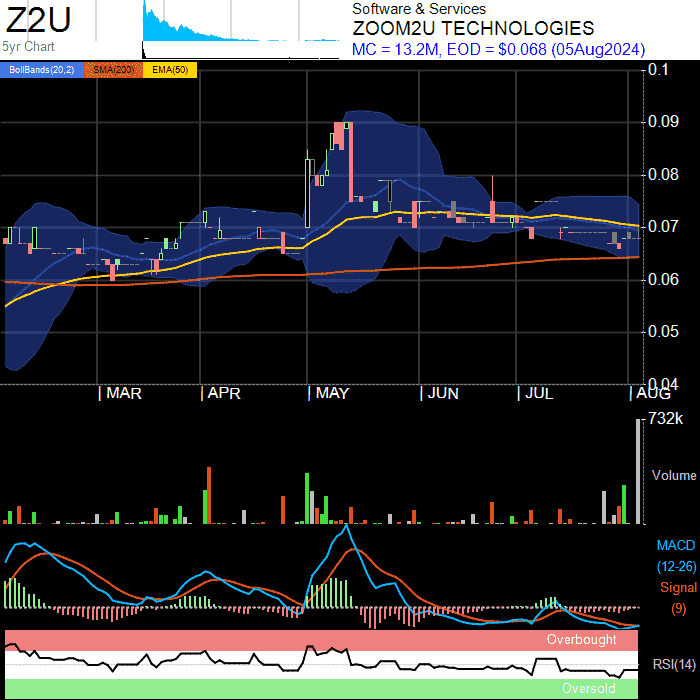 Z2U
5yr Chart
Software & Services
ZOOM2U TECHNOLOGIES
MC = 13.2M, EOD = $0.068 (05Aug2024)
BollBands(20,2) SMA(200) EMA(50)
0.1
0.09
0.08
0.07
0.06
0.05
0.04
| MAR | APR | MAY | JUN | JUL | AUG
732k
Volume
MACD
(12-26)
Signal
(9)
Overbought
RSI(14)
Oversold